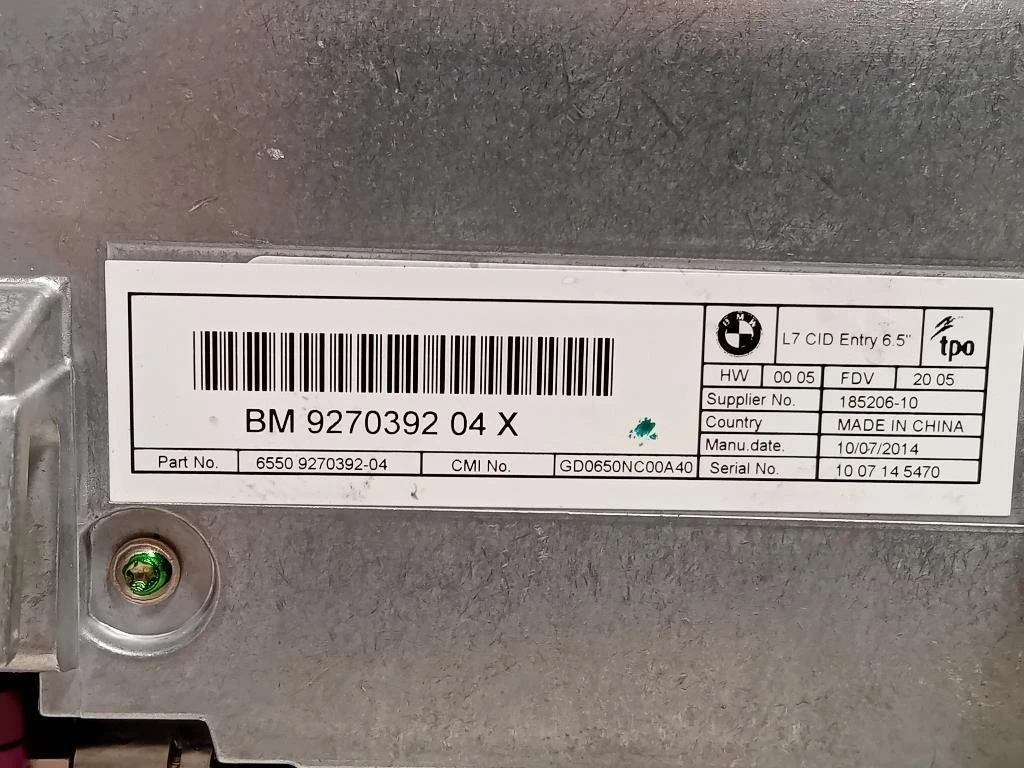 BM 9270392 04 X
Part No. 6550 9270392-04 CMI No. GD0650NC00A40
BMW L7 CID Entry 6.5" tpo
HW 00 05 FDV 20 05
Supplier No. 185206-10
Country MADE IN CHINA
Manu.date. 10/07/2014
Serial No. 10 07 14 5470